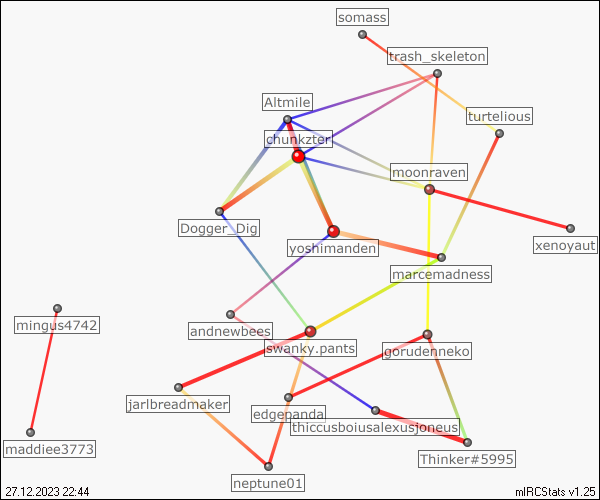 somass
trash_skeleton
Altmile
turtelious
chunkzter
moonraven
Dogger_Dig
xenoyaut
yoshimanden
marcemadness
mingus4742
andnewbees
swanky.pants
gorudenneko
jarlbreadmaker
edgepanda
thiccusboiusalexusjoneus
maddiee3773
Thinker#5995
neptune01
27.12.2023 22:44
mIRCStats v1.25